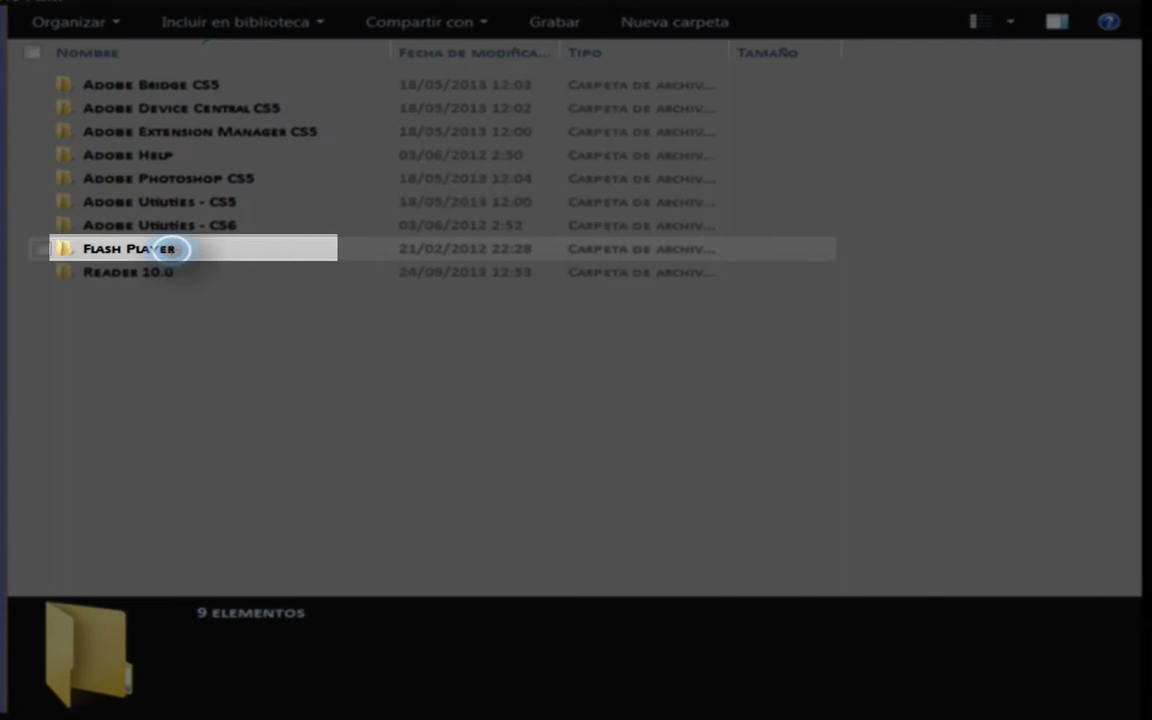 Organizar Incluir en biblioteca Compartir con Grabar Nueva carpeta
Nombre Fecha de modifica... Tipo Tamaño
Adobe Bridge CS5 18/05/2013 12:03 Carpeta de archiv...
Adobe Device Central CS5 18/05/2013 12:02 Carpeta de archiv...
Adobe Extension Manager CS5 18/05/2013 12:00 Carpeta de archiv...
Adobe Help 03/06/2012 2:50 Carpeta de archiv...
Adobe Photoshop CS5 18/05/2013 12:04 Carpeta de archiv...
Adobe Utilities - CS5 18/05/2013 12:00 Carpeta de archiv...
Adobe Utilities - CS6 03/06/2012 2:52 Carpeta de archiv...
Flash Player 21/02/2012 22:28 Carpeta de archiv...
Reader 10.0 24/09/2013 12:53 Carpeta de archiv...
9 elementos